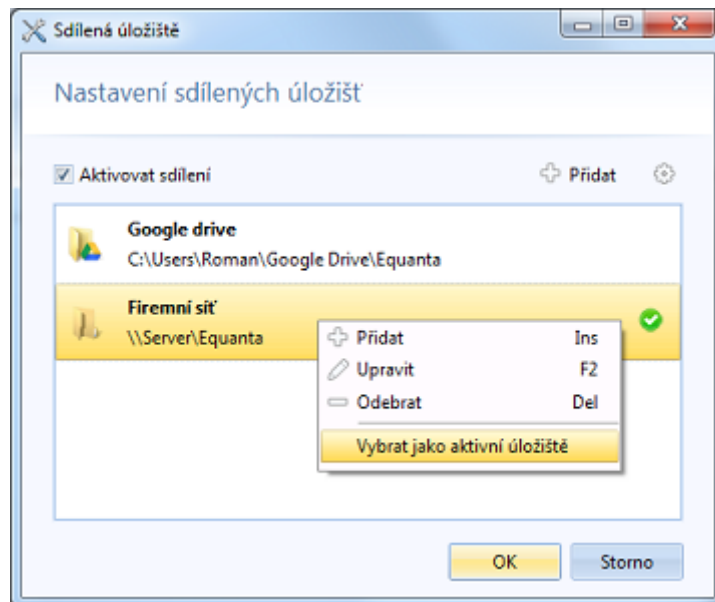 Sdílená úložiště
Nastavení sdílených úložišť
Aktivovat sdílení
Přidat
Google drive
C:\Users\Roman\Google Drive\Equanta
Firemní síť
\\Server\Equanta
Přidat Ins
Upravit F2
Odebrat Del
Vybrat jako aktivní úložiště
OK Storno